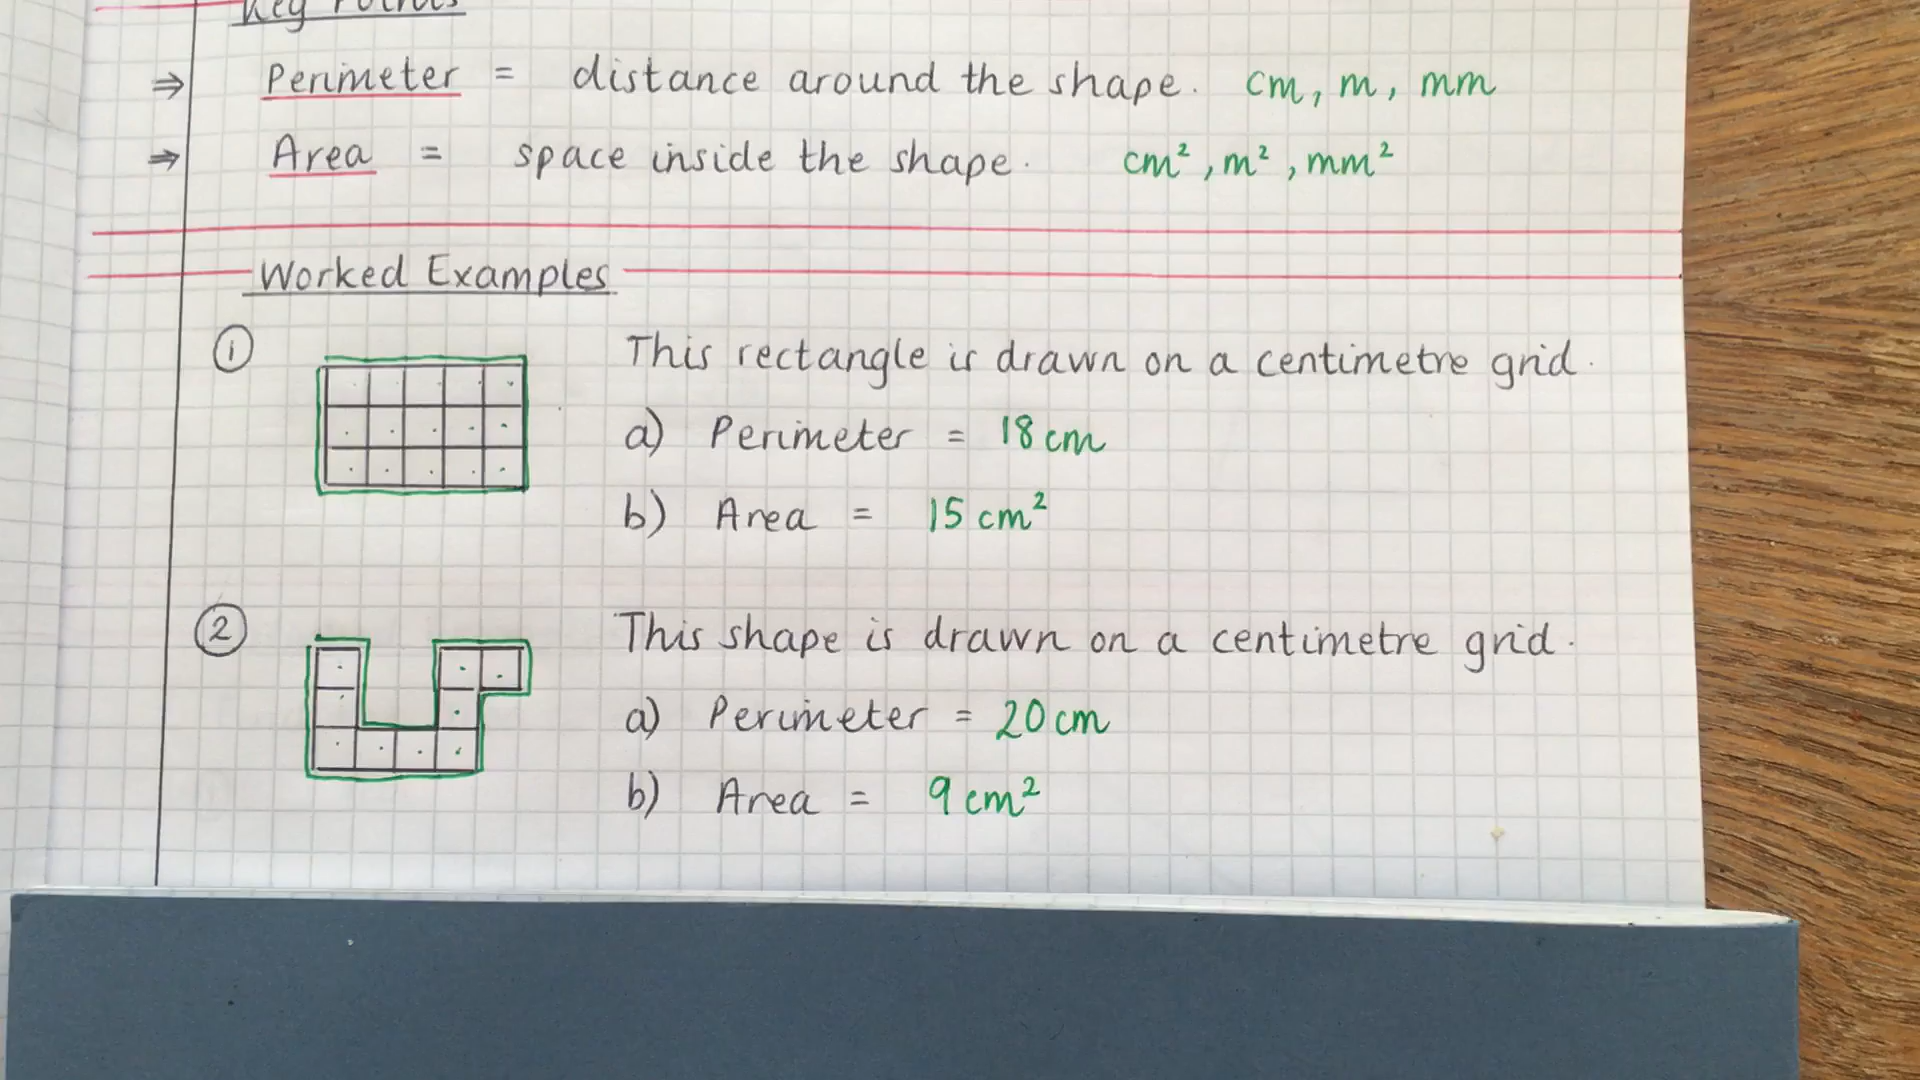 Key Points
⇒ Perimeter = distance around the shape. cm, m, mm
⇒ Area = space inside the shape. cm², m², mm²
Worked Examples
① This rectangle is drawn on a centimetre grid.
a) Perimeter = 18 cm
b) Area = 15 cm²
② This shape is drawn on a centimetre grid.
a) Perimeter = 20 cm
b) Area = 9 cm²